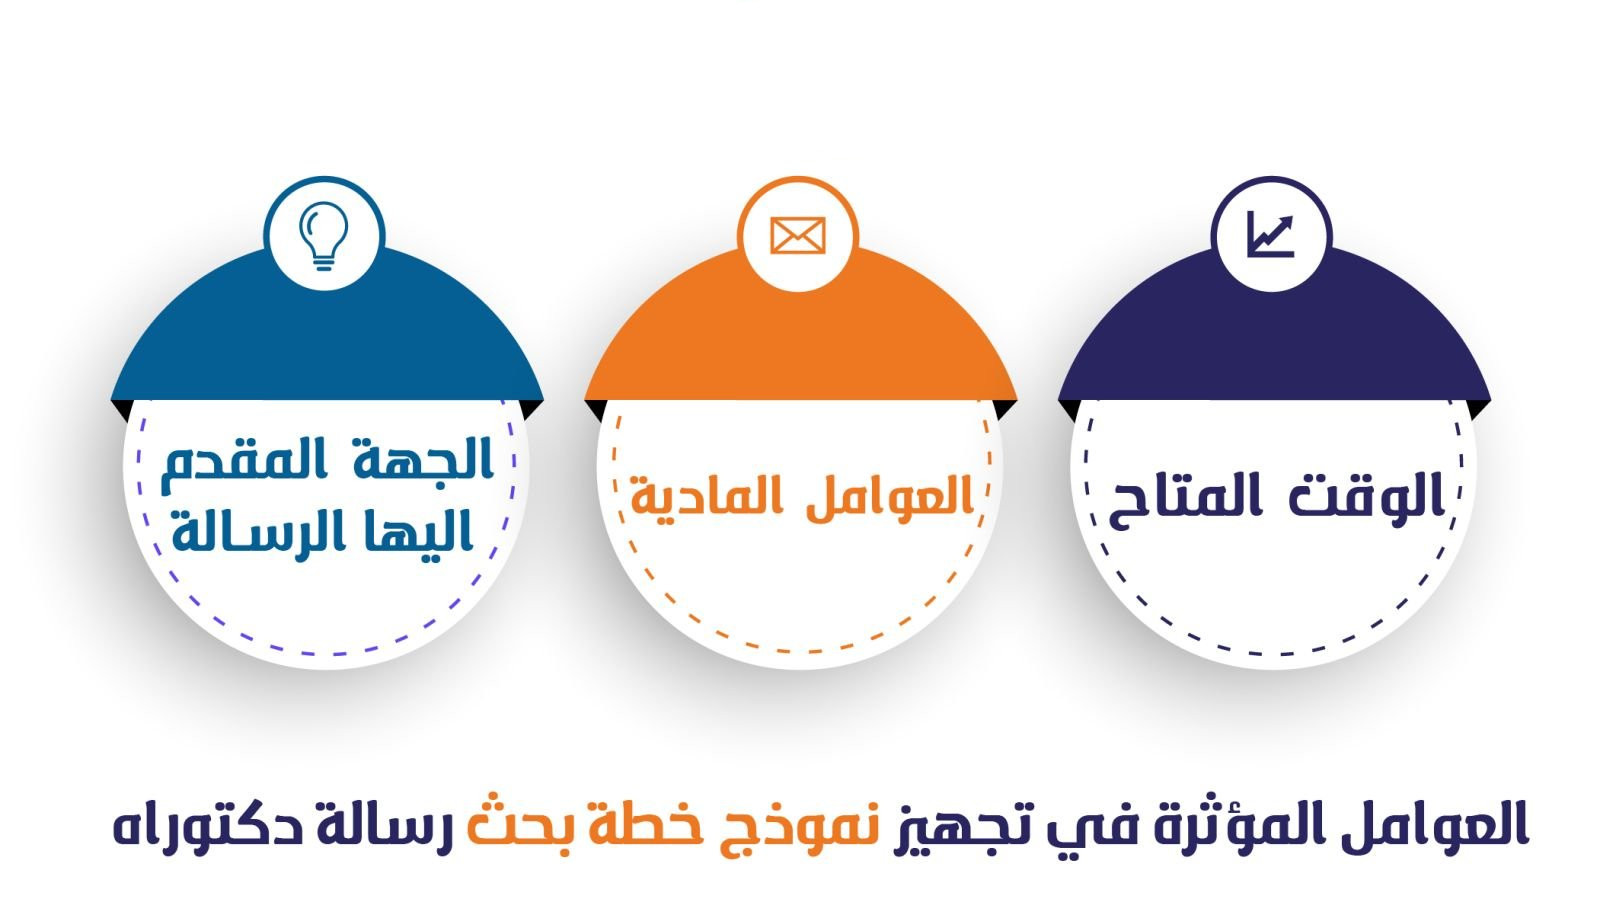 الوقت المتاح
العوامل المادية
الجهة المقدم
اليها الرسالة
العوامل المؤثرة في تجهيز نموذج خطة بحث رسالة دكتوراه